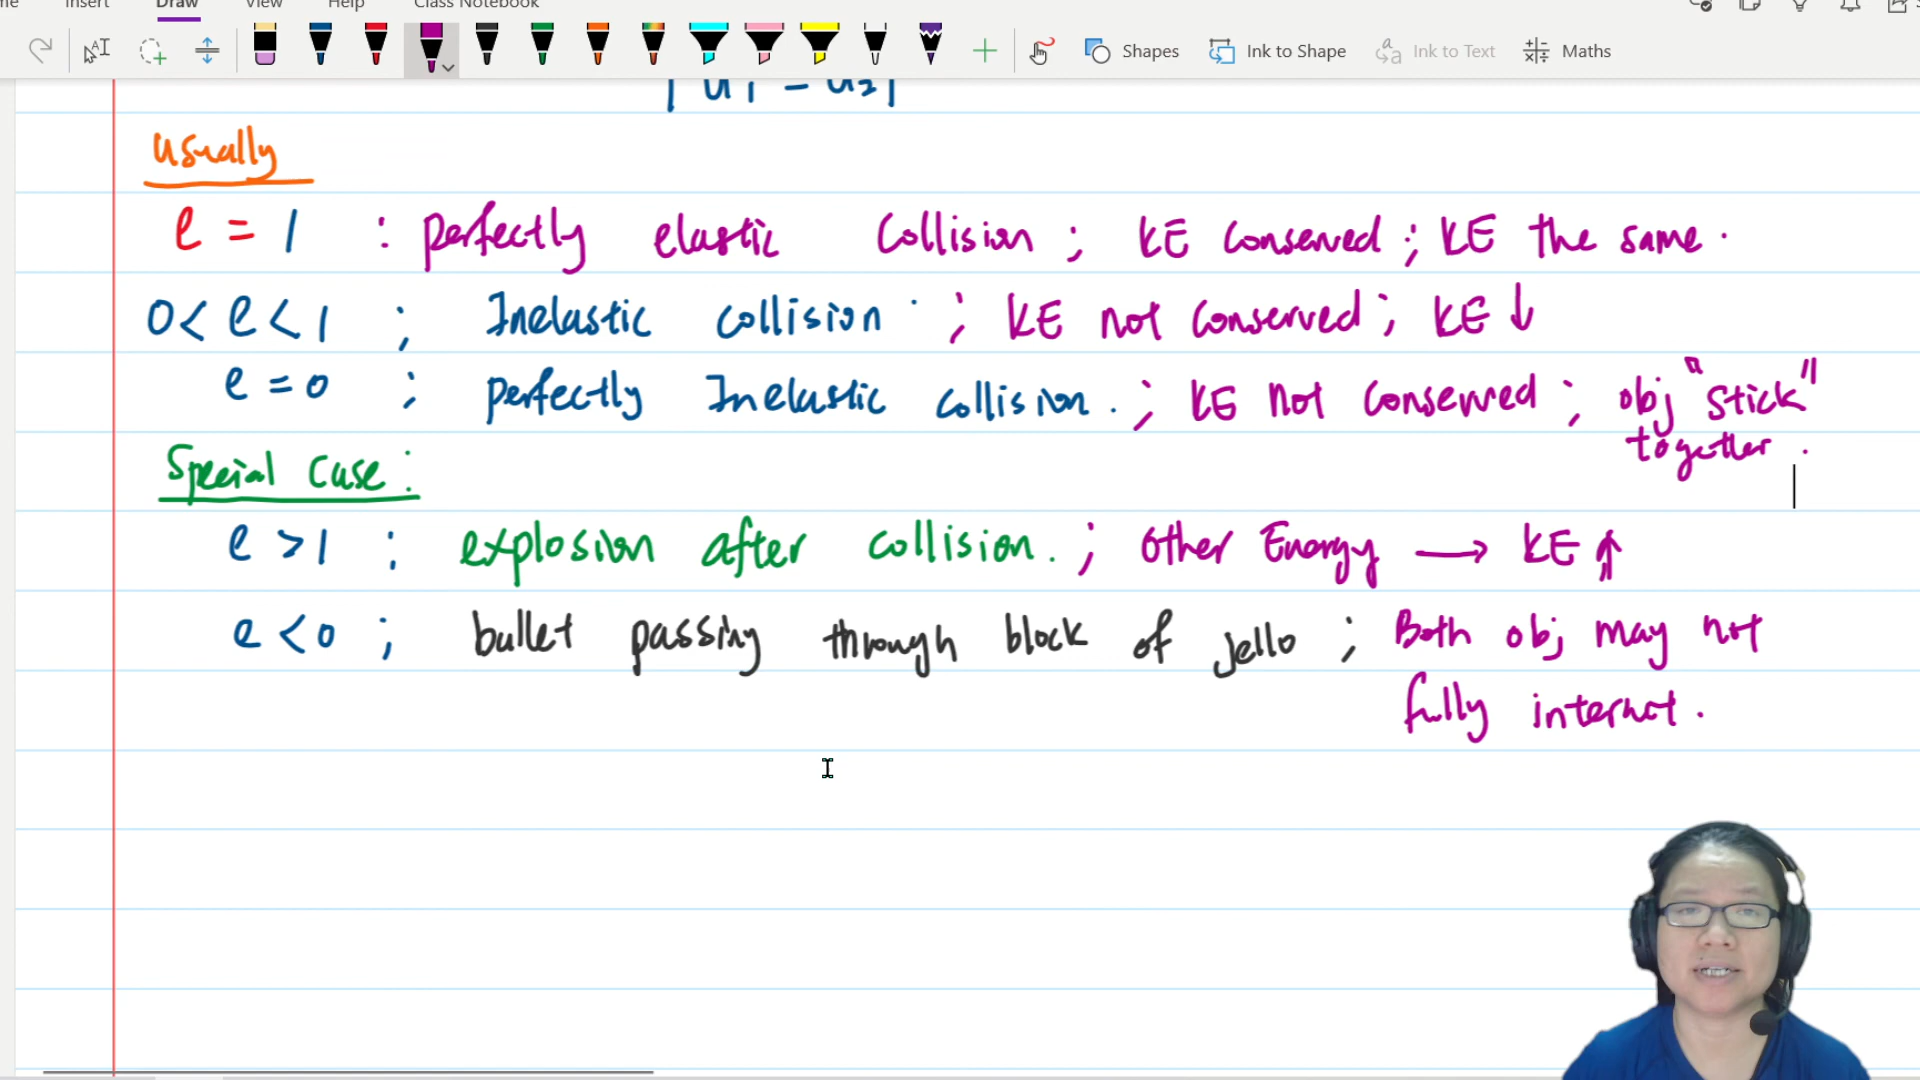 Insert Draw View Help Class Notebook
Shapes Ink to Shape Ink to Text Maths
| u1 - u2 |
Usually
e = 1 : perfectly elastic collision ; KE conserved ; KE the same .
0 < e < 1 ; Inelastic collision . ; KE not conserved ; KE ↓
e = 0 ; perfectly Inelastic collision . ; KE not conserved ; obj "stick"
together .
Special Case :
e > 1 : explosion after collision . ; Other Energy → KE ↑
e < 0 ; bullet passing through block of jello ; Both obj may not
fully interact .